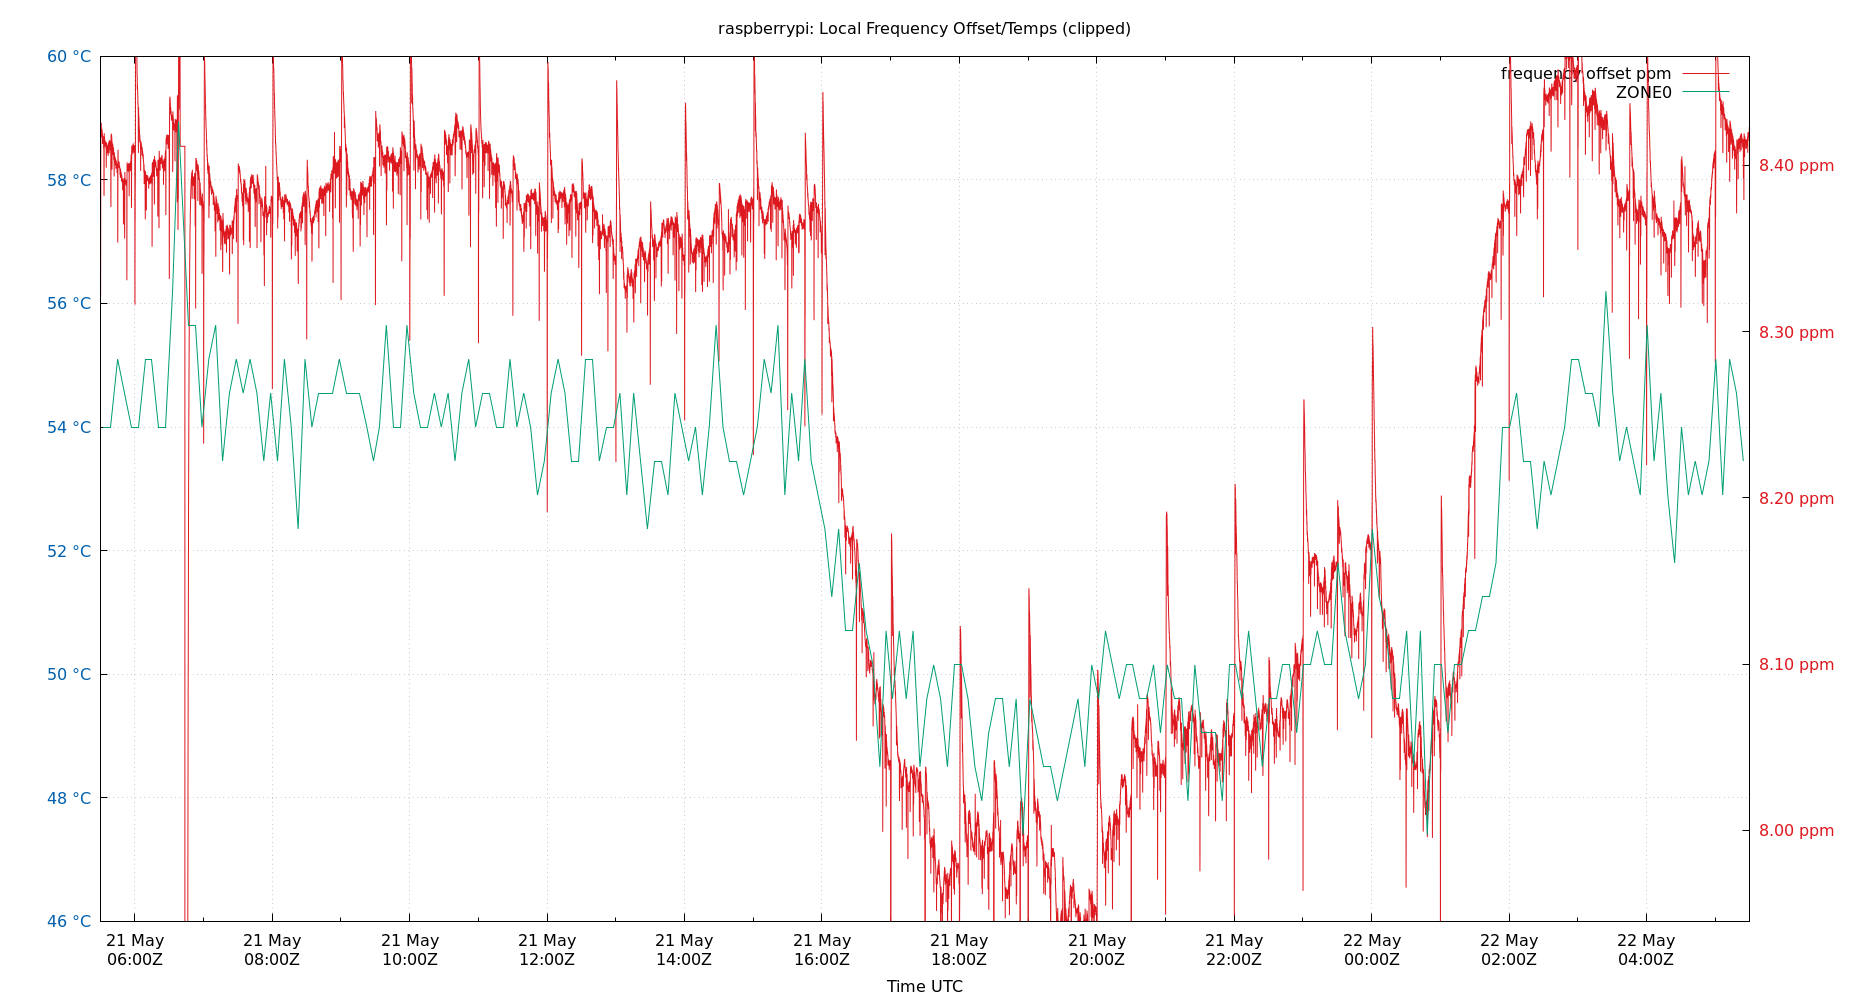 raspberrypi: Local Frequency Offset/Temps (clipped)
60 °C
58 °C
56 °C
54 °C
52 °C
50 °C
48 °C
46 °C
frequency offset ppm
ZONE0
8.40 ppm
8.30 ppm
8.20 ppm
8.10 ppm
8.00 ppm
21 May 21 May 21 May 21 May 21 May 21 May 21 May 21 May 21 May 22 May 22 May 22 May
06:00Z 08:00Z 10:00Z 12:00Z 14:00Z 16:00Z 18:00Z 20:00Z 22:00Z 00:00Z 02:00Z 04:00Z
Time UTC